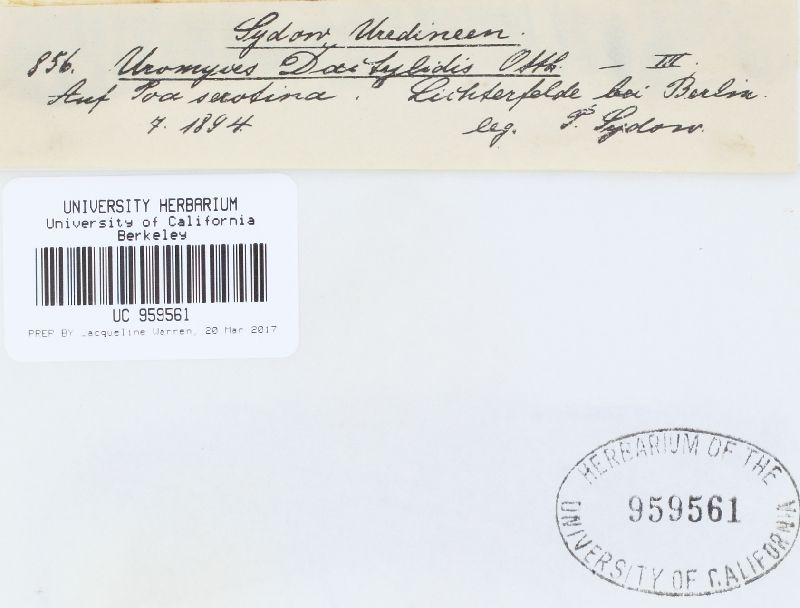 Sydow Uredineen.
856. Uromyces Dactylidis Otth. — III.
Auf Poa serotina. Lichterfelde bei Berlin.
7. 1894. leg. P. Sydow.
UNIVERSITY HERBARIUM
University of California
Berkeley
UC 959561
PREP BY Jacqueline Warren, 20 Mar 2017
HERBARIUM OF THE
959561
UNIVERSITY OF CALIFORNIA